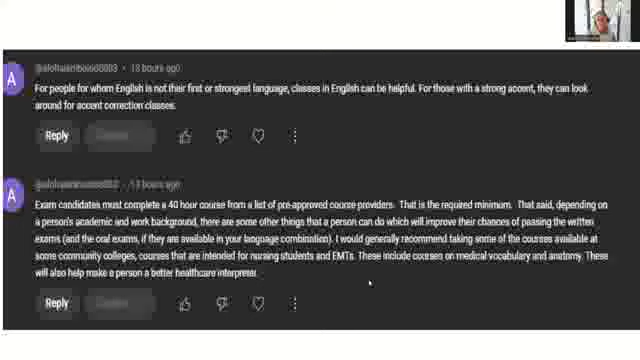 A
13 hours ago
For people for whom English is not their first or strongest language, classes in English can be helpful. For those with a strong accent, they can look
around for accent correction classes.
Reply
A
13 hours ago
Exam candidates must complete a 40 hour course from a list of pre-approved course providers. That is the required minimum. That said, depending on
a person's academic and work background, there are some other things that a person can do which will improve their chances of passing the written
exams (and the oral exams, if they are available in your language combination). I would generally recommend taking some of the courses available at
some community colleges, courses that are intended for nursing students and EMTs. These include courses on medical vocabulary and anatomy. These
will also help make a person a better healthcare interpreter.
Reply